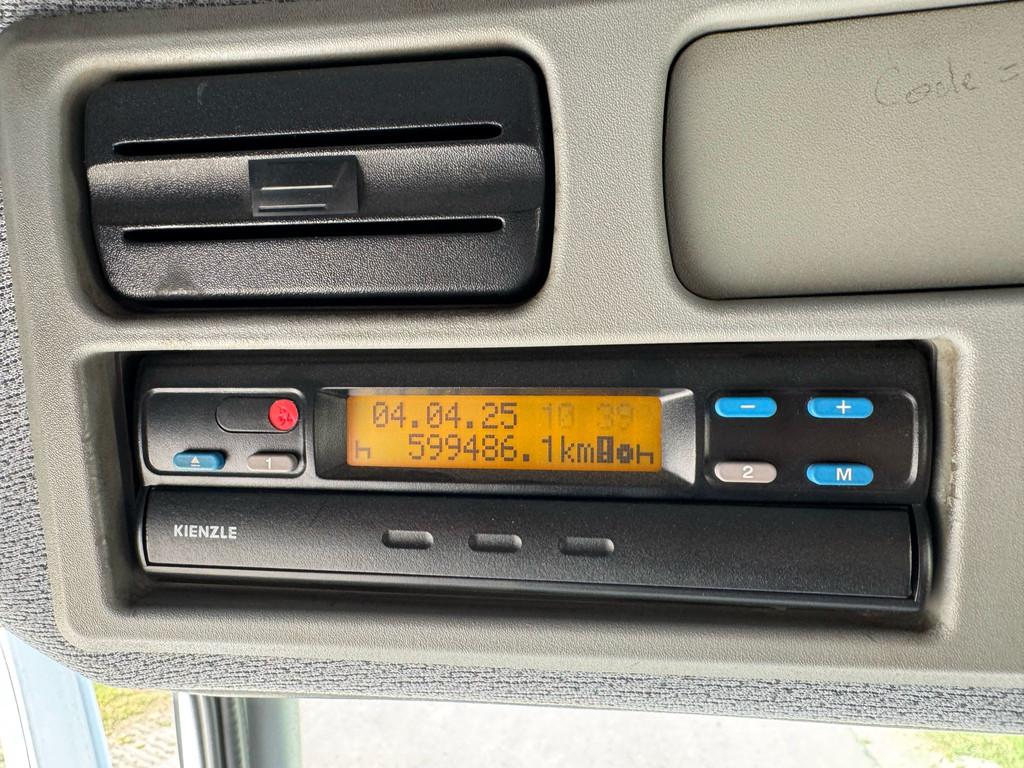 Code =
04.04.25 10 39
599486.1km
1
2
M
− +
KIENZLE